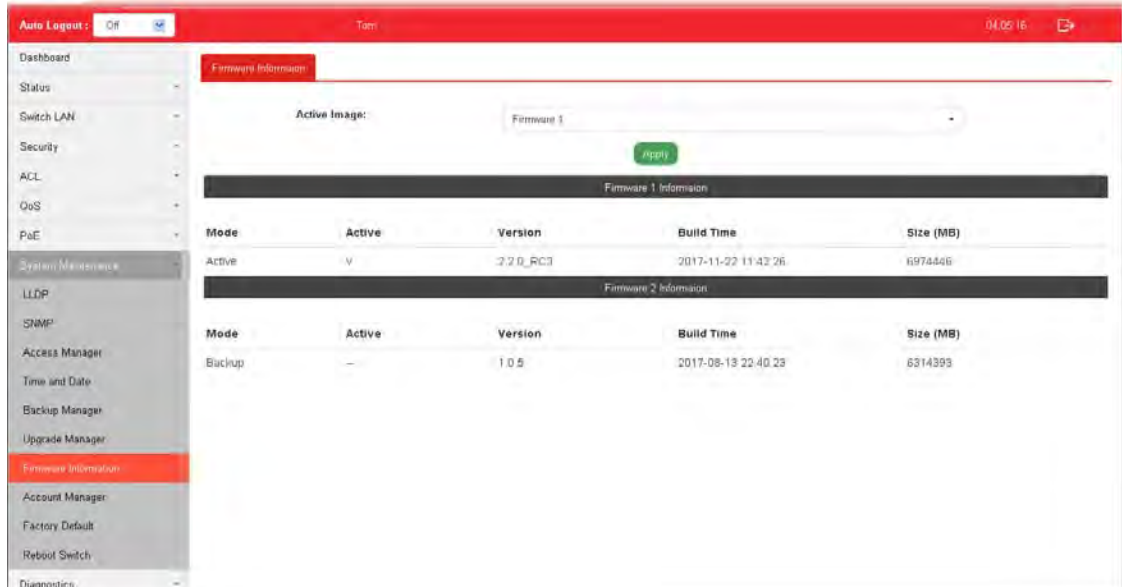 Auto Logout : Off Tom 04:05:16
Dashboard
Firmware Informaion
Status
Switch LAN
Active Image: Firmware 1
Security
Apply
ACL
Firmware 1 Informaion
QoS
PoE
Mode Active Version Build Time Size (MB)
System Maintenance
Active V 2.2.0_RC3 2017-11-22 11:42:26 6974446
LLDP
Firmware 2 Informaion
SNMP
Mode Active Version Build Time Size (MB)
Access Manager
Backup -- 1.0.5 2017-08-13 22:40:23 6314393
Time and Date
Backup Manager
Upgrade Manager
Firmware Information
Account Manager
Factory Default
Reboot Switch
Diagnostics